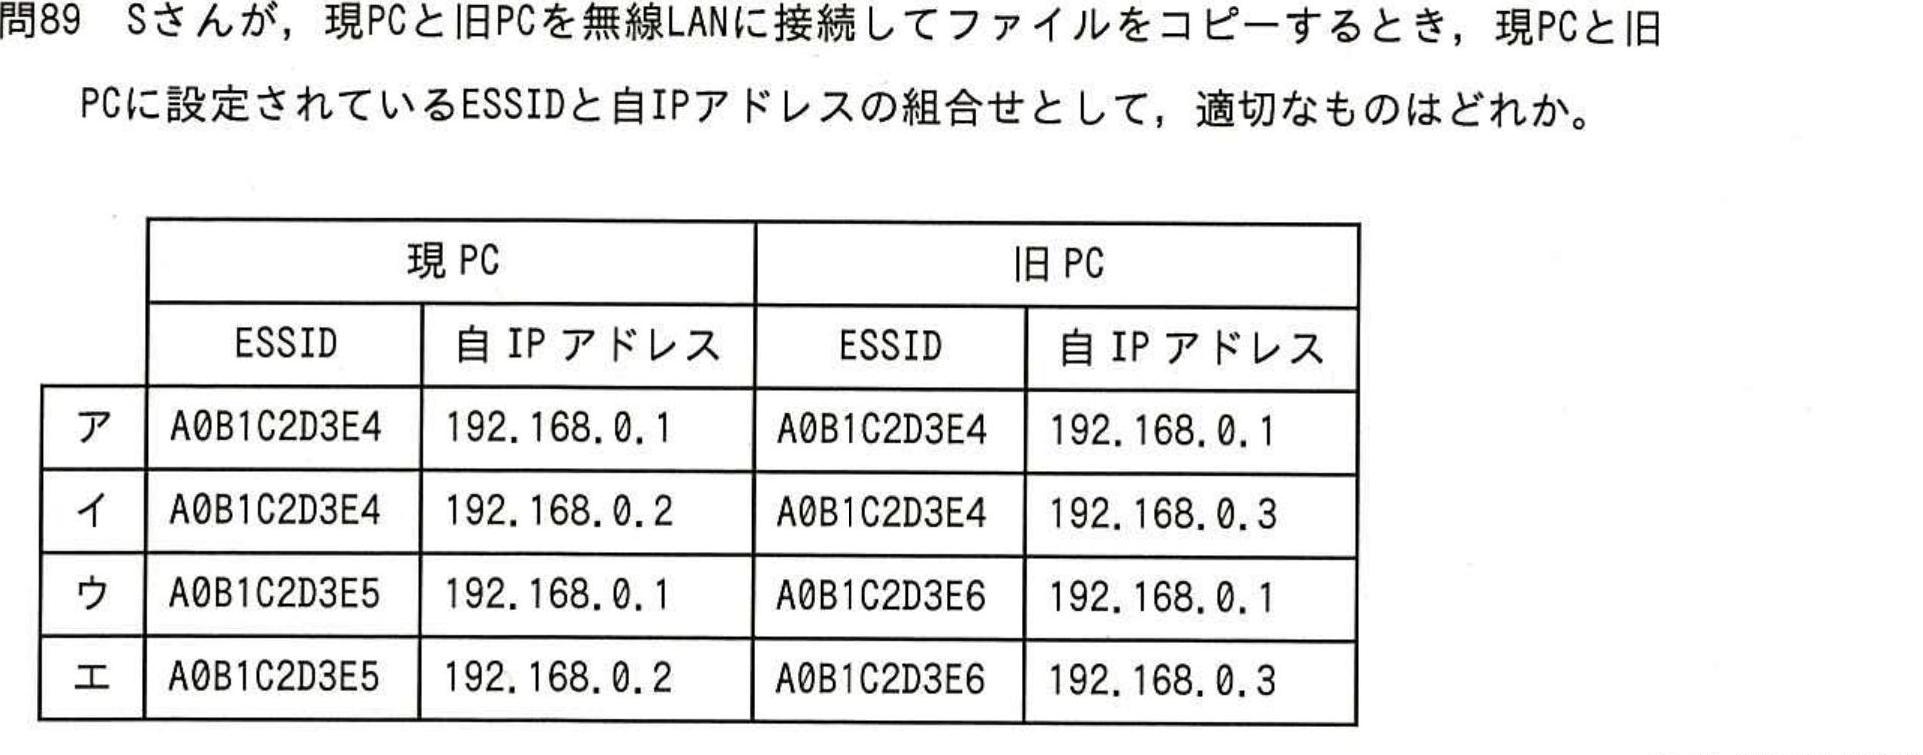 問89 Sさんが，現PCと旧PCを無線LANに接続してファイルをコピーするとき，現PCと旧
PCに設定されているESSIDと自IPアドレスの組合せとして，適切なものはどれか。
現 PC 旧 PC
ESSID 自 IP アドレス ESSID 自 IP アドレス
ア A0B1C2D3E4 192.168.0.1 A0B1C2D3E4 192.168.0.1
イ A0B1C2D3E4 192.168.0.2 A0B1C2D3E4 192.168.0.3
ウ A0B1C2D3E5 192.168.0.1 A0B1C2D3E6 192.168.0.1
エ A0B1C2D3E5 192.168.0.2 A0B1C2D3E6 192.168.0.3